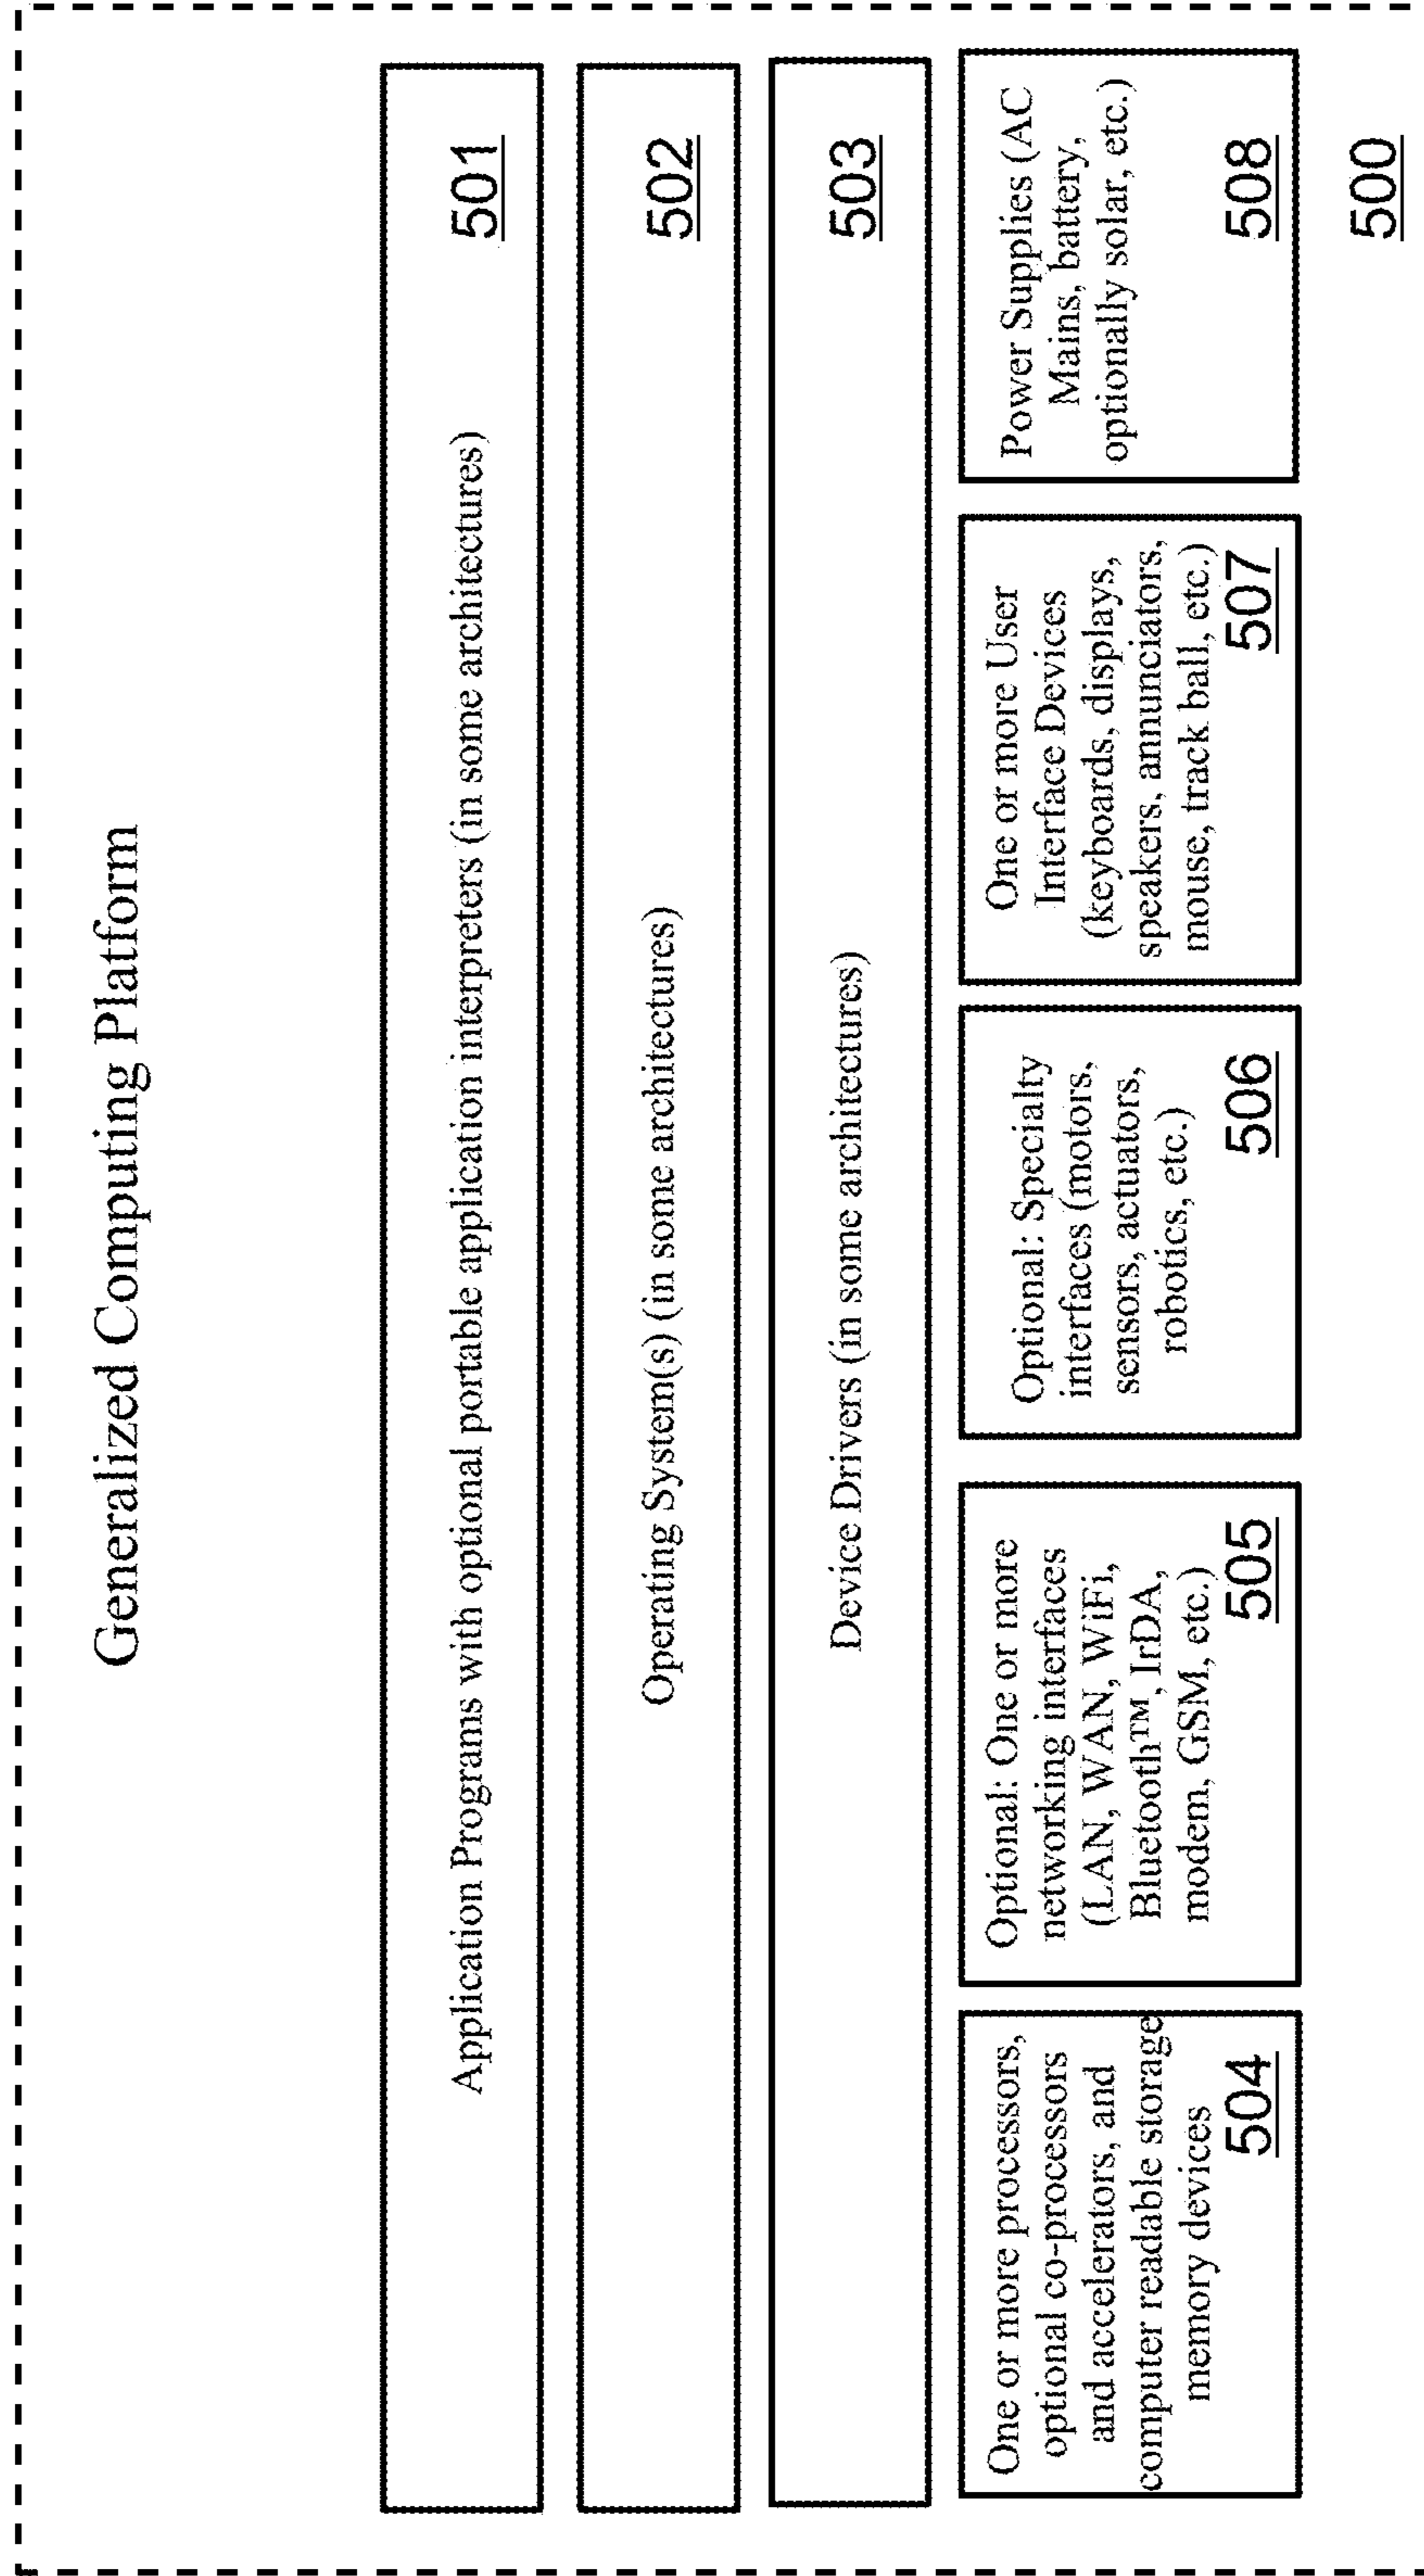 Generalized Computing Platform
Application Programs with optional portable application interpreters (in some architectures)
501
Operating System(s) (in some architectures)
502
Device Drivers (in some architectures)
503
One or more processors,
optional co-processors
and accelerators, and
computer readable storage
memory devices
504
Optional: One or more
networking interfaces
(LAN, WAN, WiFi,
Bluetooth™, IrDA,
modem, GSM, etc.)
505
Optional: Specialty
interfaces (motors,
sensors, actuators,
robotics, etc.)
506
One or more User
Interface Devices
(keyboards, displays,
speakers, annunciators,
mouse, track ball, etc.)
507
Power Supplies (AC
Mains, battery,
optionally solar, etc.)
508
500